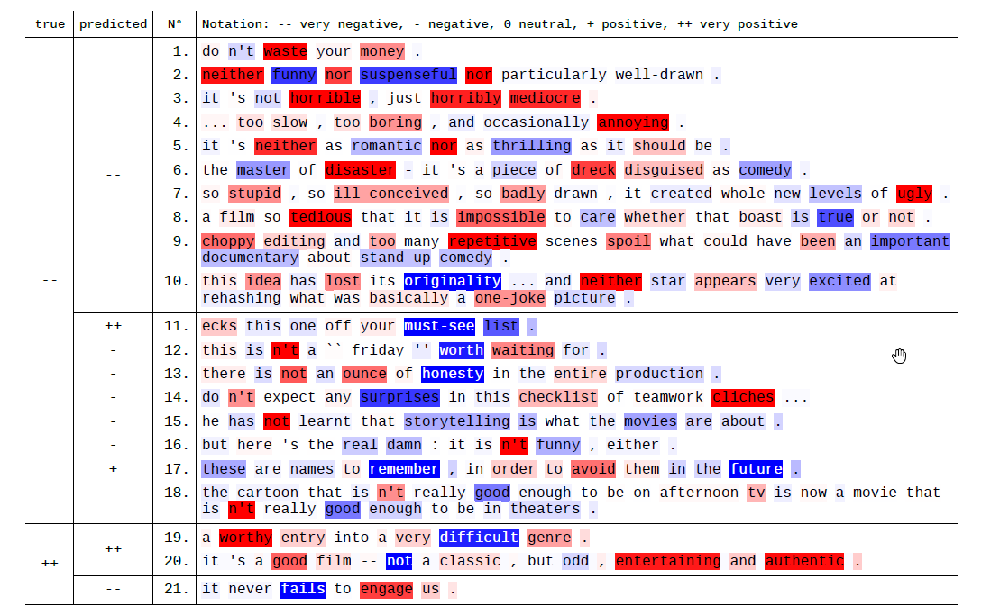 true predicted N° Notation: -- very negative, - negative, 0 neutral, + positive, ++ very positive
1. do n't waste your money .
2. neither funny nor suspenseful nor particularly well-drawn .
3. it 's not horrible , just horribly mediocre .
4. ... too slow , too boring , and occasionally annoying .
5. it 's neither as romantic nor as thrilling as it should be .
-- 6. the master of disaster - it 's a piece of dreck disguised as comedy .
7. so stupid , so ill-conceived , so badly drawn , it created whole new levels of ugly .
8. a film so tedious that it is impossible to care whether that boast is true or not .
9. choppy editing and too many repetitive scenes spoil what could have been an important
documentary about stand-up comedy .
-- 10. this idea has lost its originality ... and neither star appears very excited at
rehashing what was basically a one-joke picture .
++ 11. ecks this one off your must-see list .
- 12. this is n't a `` friday '' worth waiting for .
- 13. there is not an ounce of honesty in the entire production .
- 14. do n't expect any surprises in this checklist of teamwork cliches ...
- 15. he has not learnt that storytelling is what the movies are about .
- 16. but here 's the real damn : it is n't funny , either .
+ 17. these are names to remember , in order to avoid them in the future .
- 18. the cartoon that is n't really good enough to be on afternoon tv is now a movie that
is n't really good enough to be in theaters .
19. a worthy entry into a very difficult genre .
++ ++ 20. it 's a good film -- not a classic , but odd , entertaining and authentic .
-- 21. it never fails to engage us .